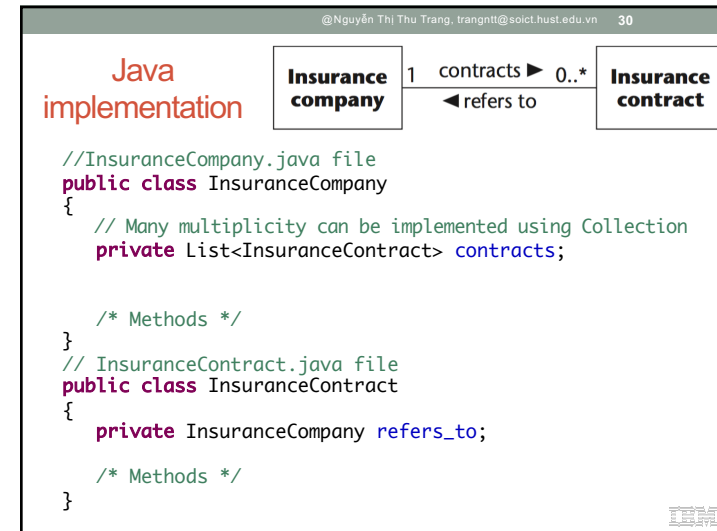 @Nguyễn Thị Thu Trang, trangntt@soict.hust.edu.vn 30
Java
implementation
Insurance
company
1 contracts ► 0..*
◄ refers to
Insurance
contract
//InsuranceCompany.java file
public class InsuranceCompany
{
// Many multiplicity can be implemented using Collection
private List<InsuranceContract> contracts;
/* Methods */
}
// InsuranceContract.java file
public class InsuranceContract
{
private InsuranceCompany refers_to;
/* Methods */
}
IBM